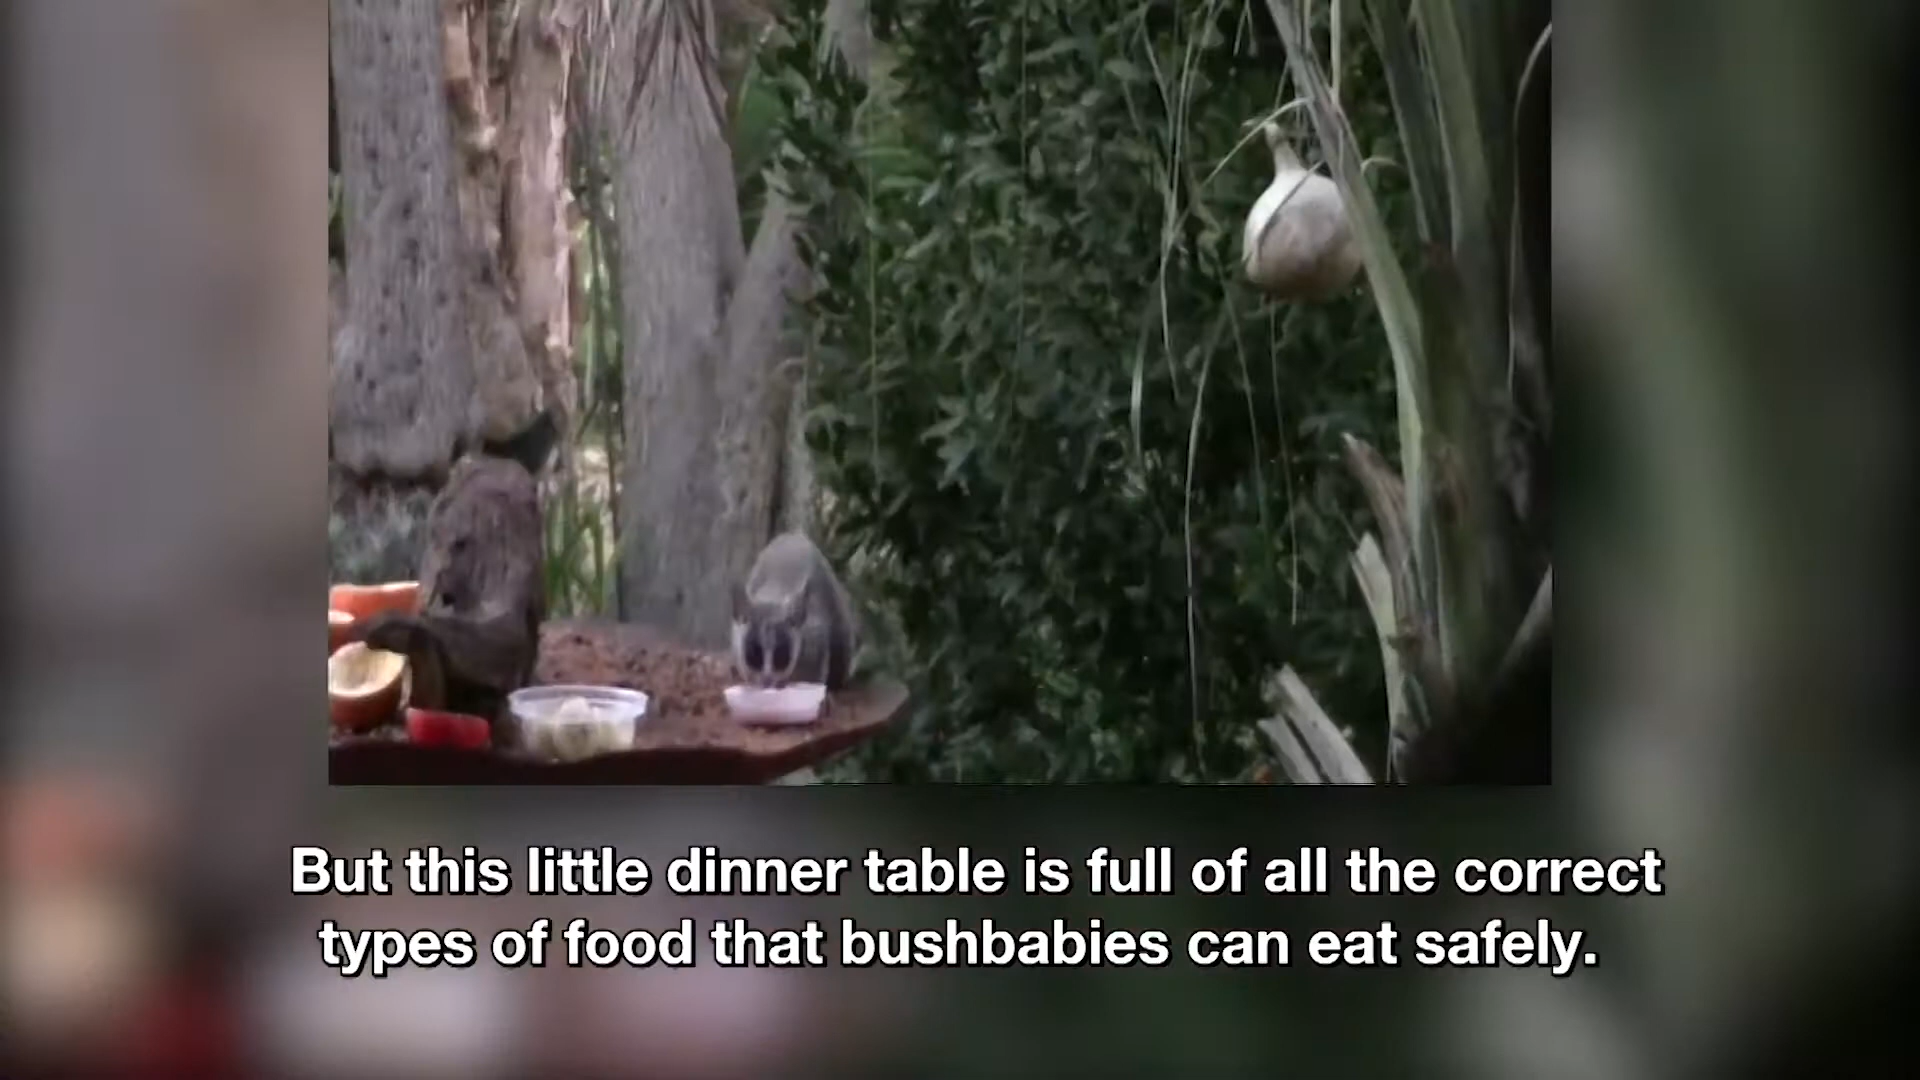 But this little dinner table is full of all the correct
types of food that bushbabies can eat safely.